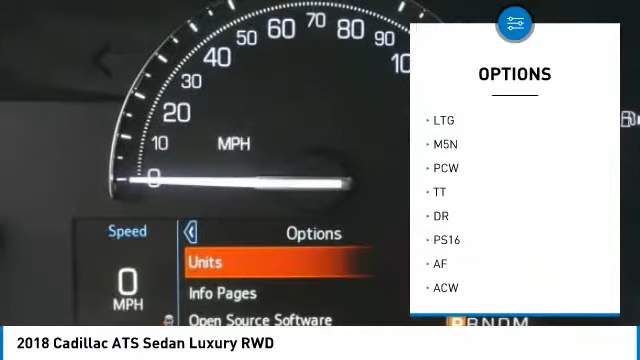 60 70 80
50 90
40 10
30
20
10 MPH
0
Speed
0
MPH
Options
Units
Info Pages
Open Source Software
PRNDM
OPTIONS
LTG
M5N
PCW
TT
DR
PS16
AF
ACW
2018 Cadillac ATS Sedan Luxury RWD